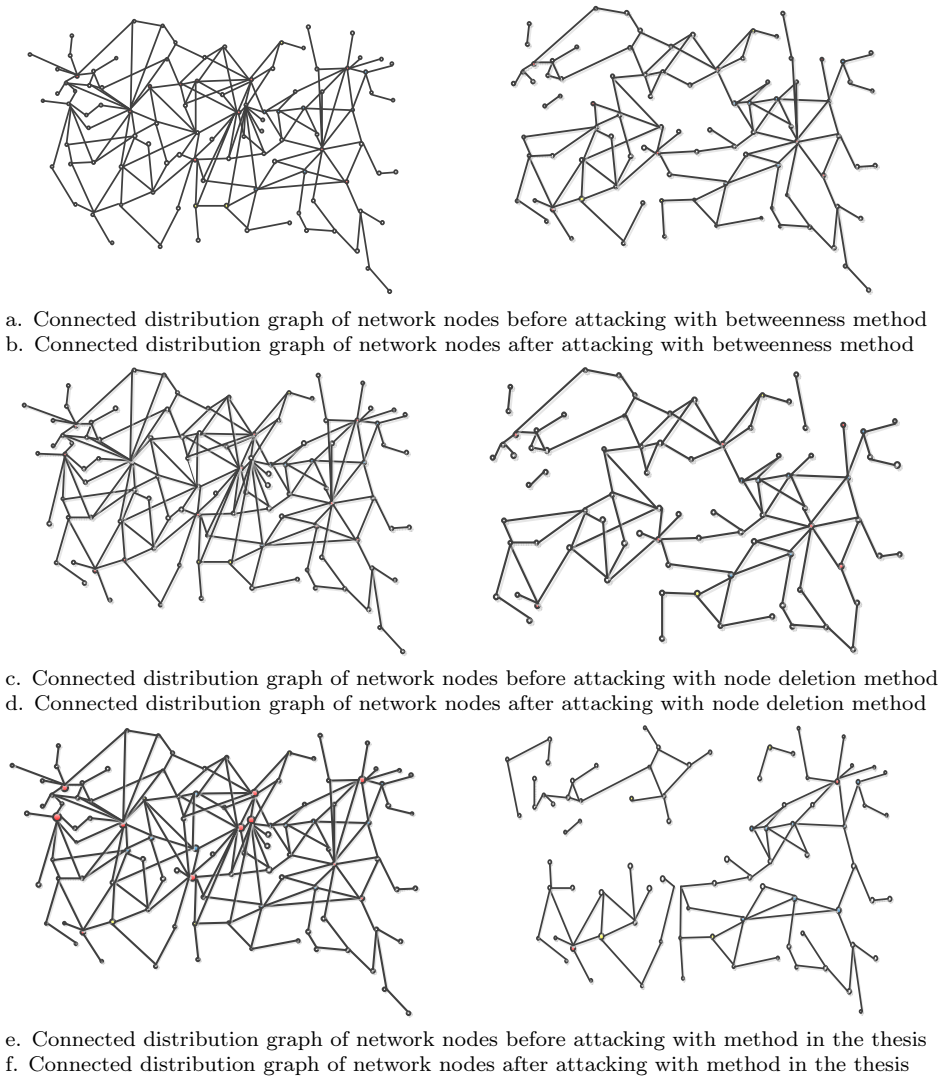 a. Connected distribution graph of network nodes before attacking with betweenness method
b. Connected distribution graph of network nodes after attacking with betweenness method
c. Connected distribution graph of network nodes before attacking with node deletion method
d. Connected distribution graph of network nodes after attacking with node deletion method
e. Connected distribution graph of network nodes before attacking with method in the thesis
f. Connected distribution graph of network nodes after attacking with method in the thesis